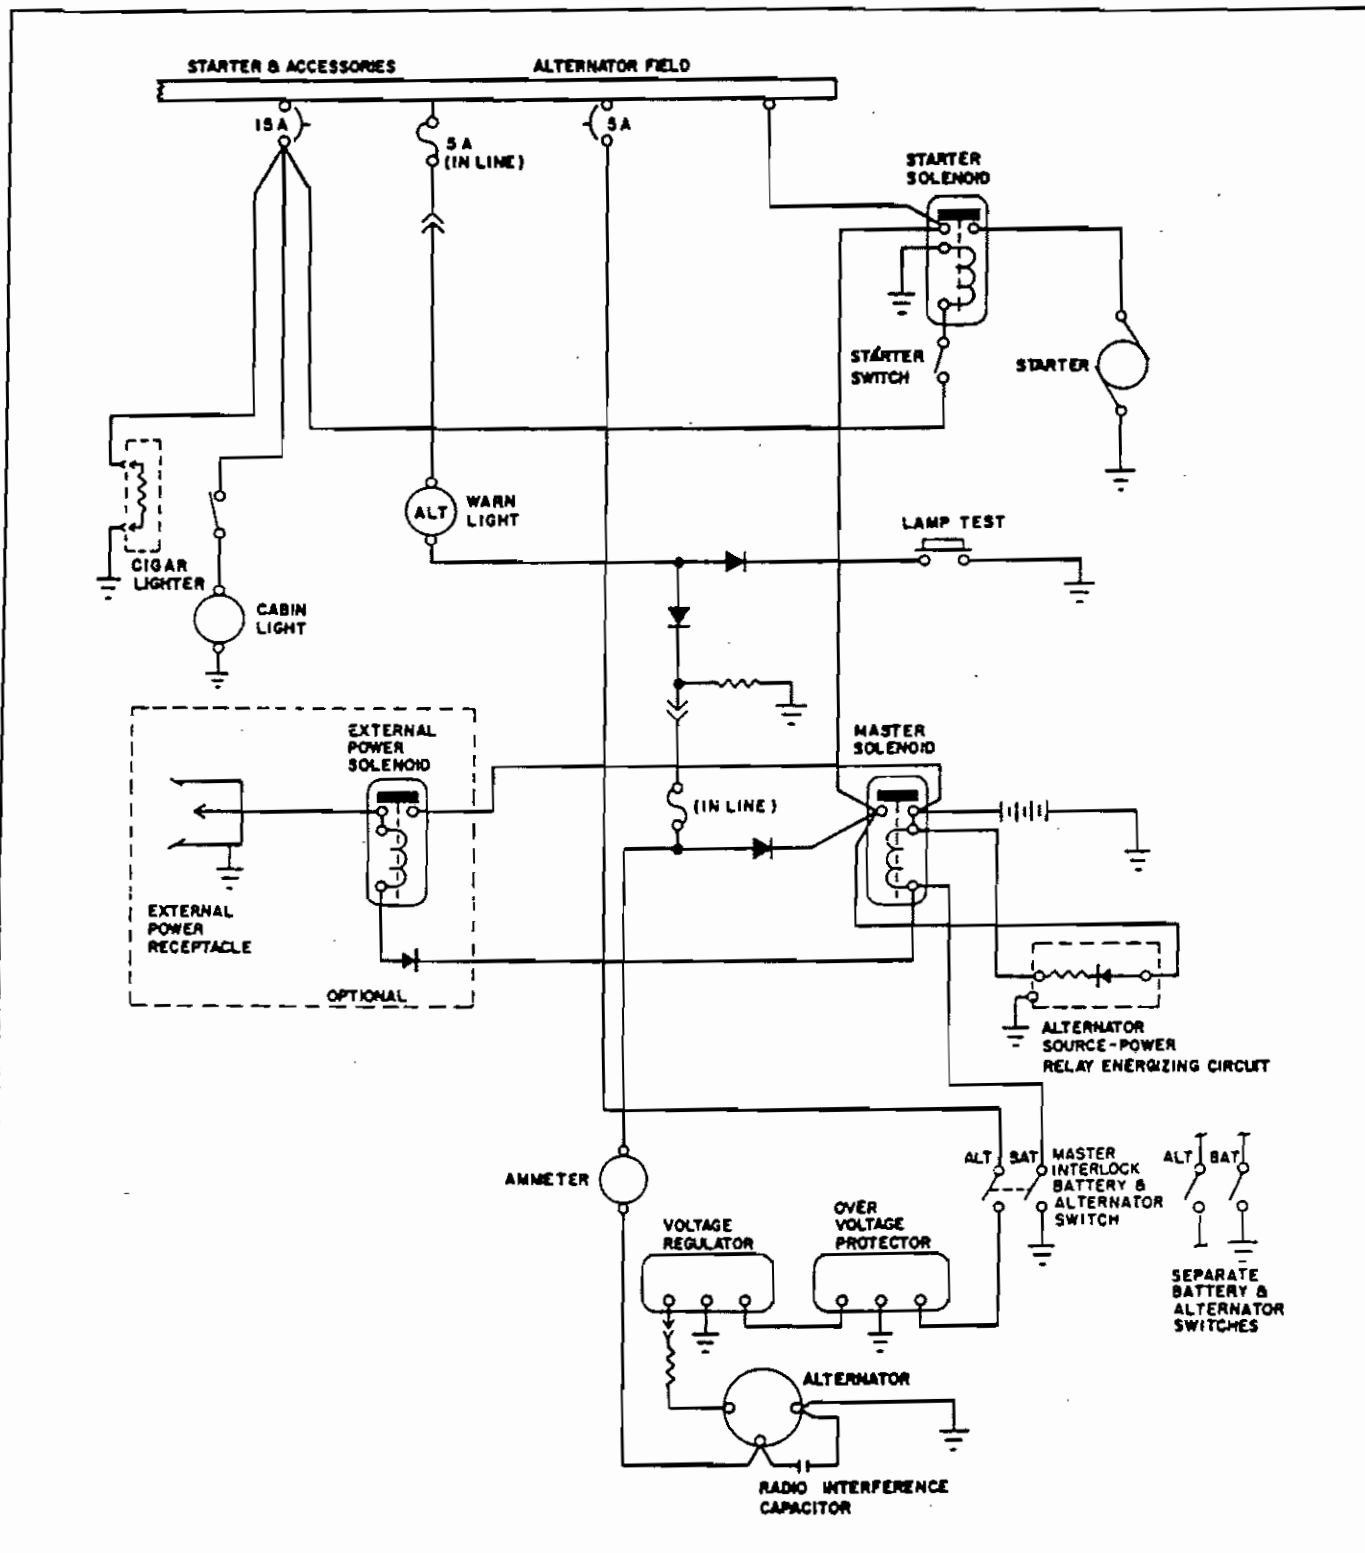 STARTER & ACCESSORIES
ALTERNATOR FIELD
15A
5A
(IN LINE)
5A
STARTER
SOLENOID
STARTER
SWITCH
STARTER
ALT
WARN
LIGHT
LAMP TEST
CIGAR
LIGHTER
CABIN
LIGHT
EXTERNAL
POWER
SOLENOID
MASTER
SOLENOID
(IN LINE)
EXTERNAL
POWER
RECEPTACLE
OPTIONAL
ALTERNATOR
SOURCE-POWER
RELAY ENERGIZING CIRCUIT
AMMETER
ALT
BAT
MASTER
INTERLOCK
BATTERY &
ALTERNATOR
SWITCH
ALT
BAT
SEPARATE
BATTERY &
ALTERNATOR
SWITCHES
VOLTAGE
REGULATOR
OVER
VOLTAGE
PROTECTOR
ALTERNATOR
RADIO INTERFERENCE
CAPACITOR